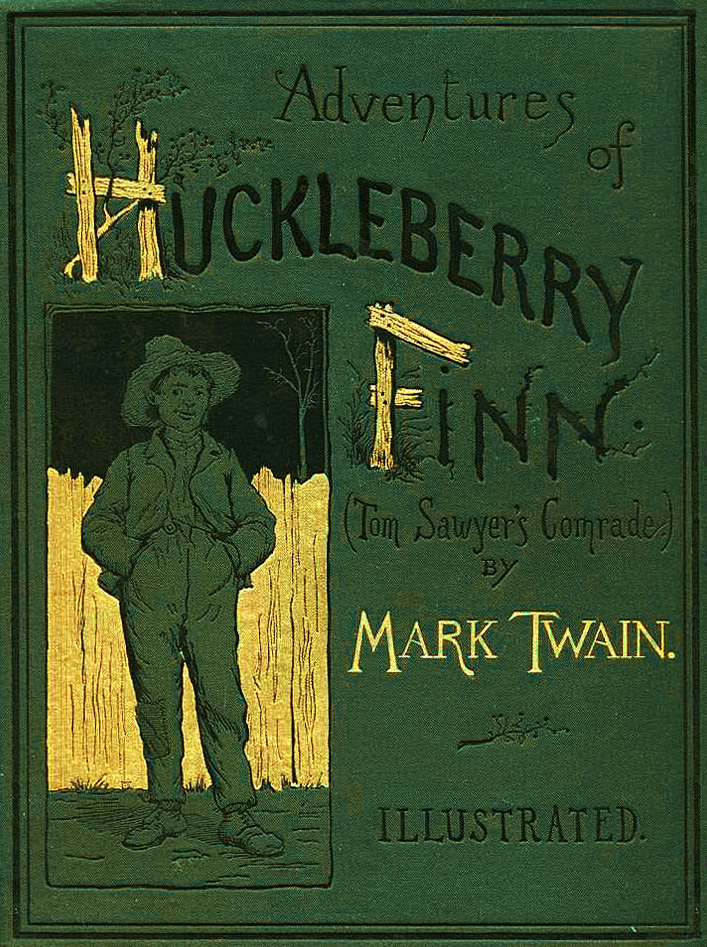 Adventures
of
HUCKLEBERRY
FINN.
(Tom Sawyer's Comrade.)
BY
MARK TWAIN.
ILLUSTRATED.